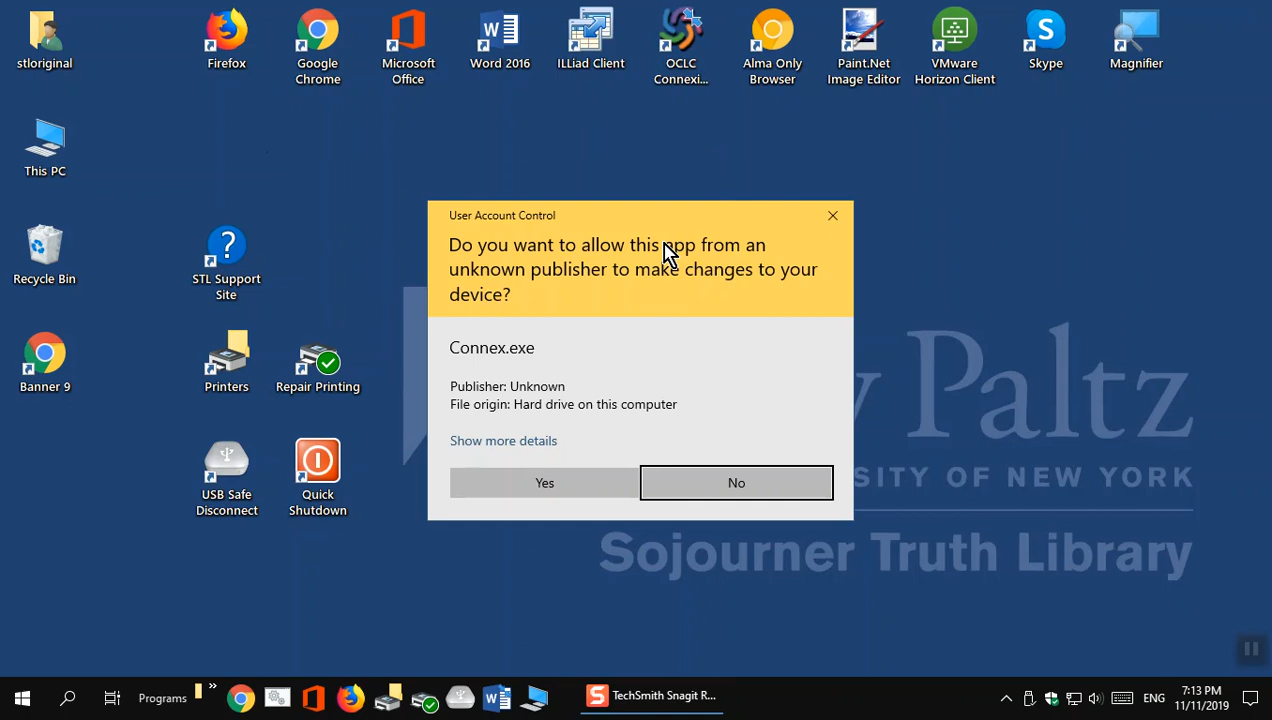 stloriginal
Firefox
Google
Chrome
Microsoft
Office
Word 2016
ILLiad Client
OCLC
Connexi...
Alma Only
Browser
Paint.Net
Image Editor
VMware
Horizon Client
Skype
Magnifier
This PC
Recycle Bin
STL Support
Site
Banner 9
Printers
Repair Printing
USB Safe
Disconnect
Quick
Shutdown
User Account Control
Do you want to allow this app from an
unknown publisher to make changes to your
device?
Connex.exe
Publisher: Unknown
File origin: Hard drive on this computer
Show more details
Yes
No
Paltz
OF NEW YORK
Sojourner Truth Library
Programs
»
TechSmith Snagit R...
ENG
7:13 PM
11/11/2019